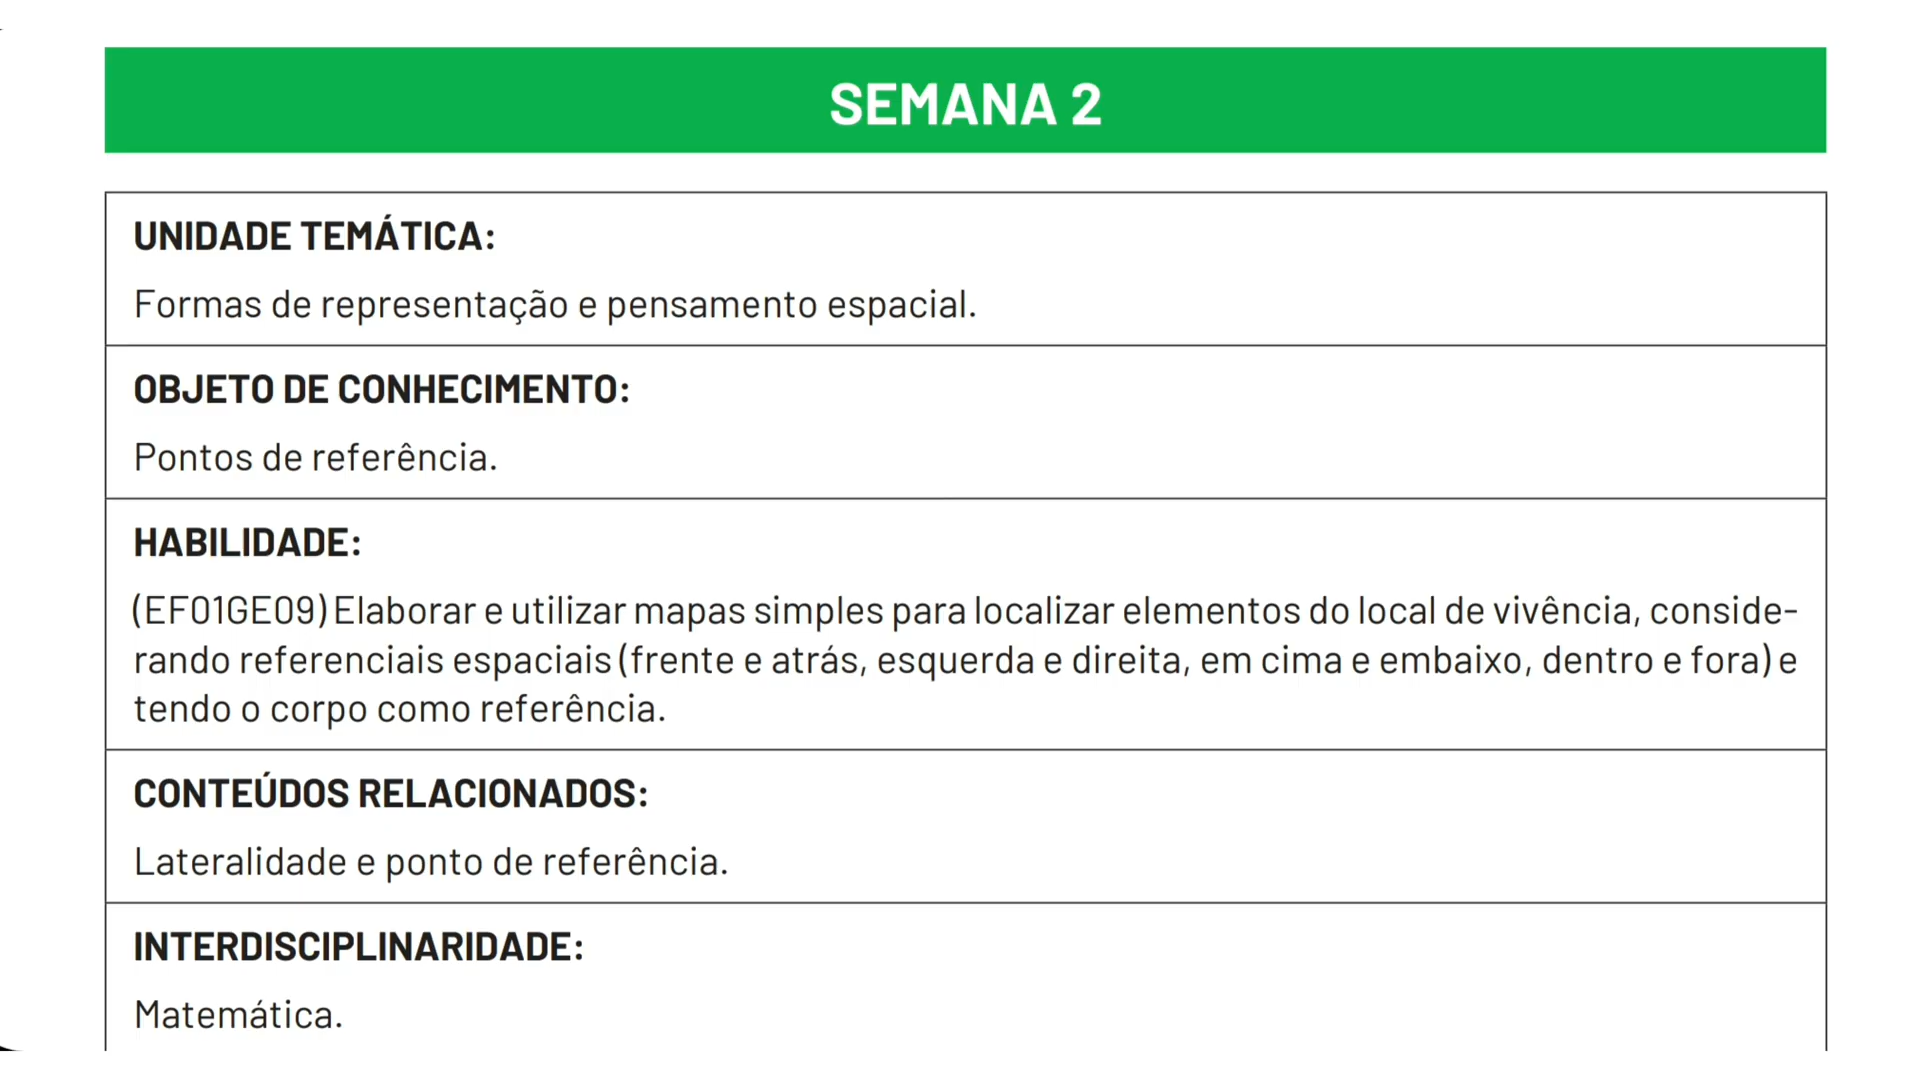 SEMANA 2
UNIDADE TEMÁTICA:
Formas de representação e pensamento espacial.
OBJETO DE CONHECIMENTO:
Pontos de referência.
HABILIDADE:
(EF01GE09) Elaborar e utilizar mapas simples para localizar elementos do local de vivência, conside-
rando referenciais espaciais (frente e atrás, esquerda e direita, em cima e embaixo, dentro e fora) e
tendo o corpo como referência.
CONTEÚDOS RELACIONADOS:
Lateralidade e ponto de referência.
INTERDISCIPLINARIDADE:
Matemática.